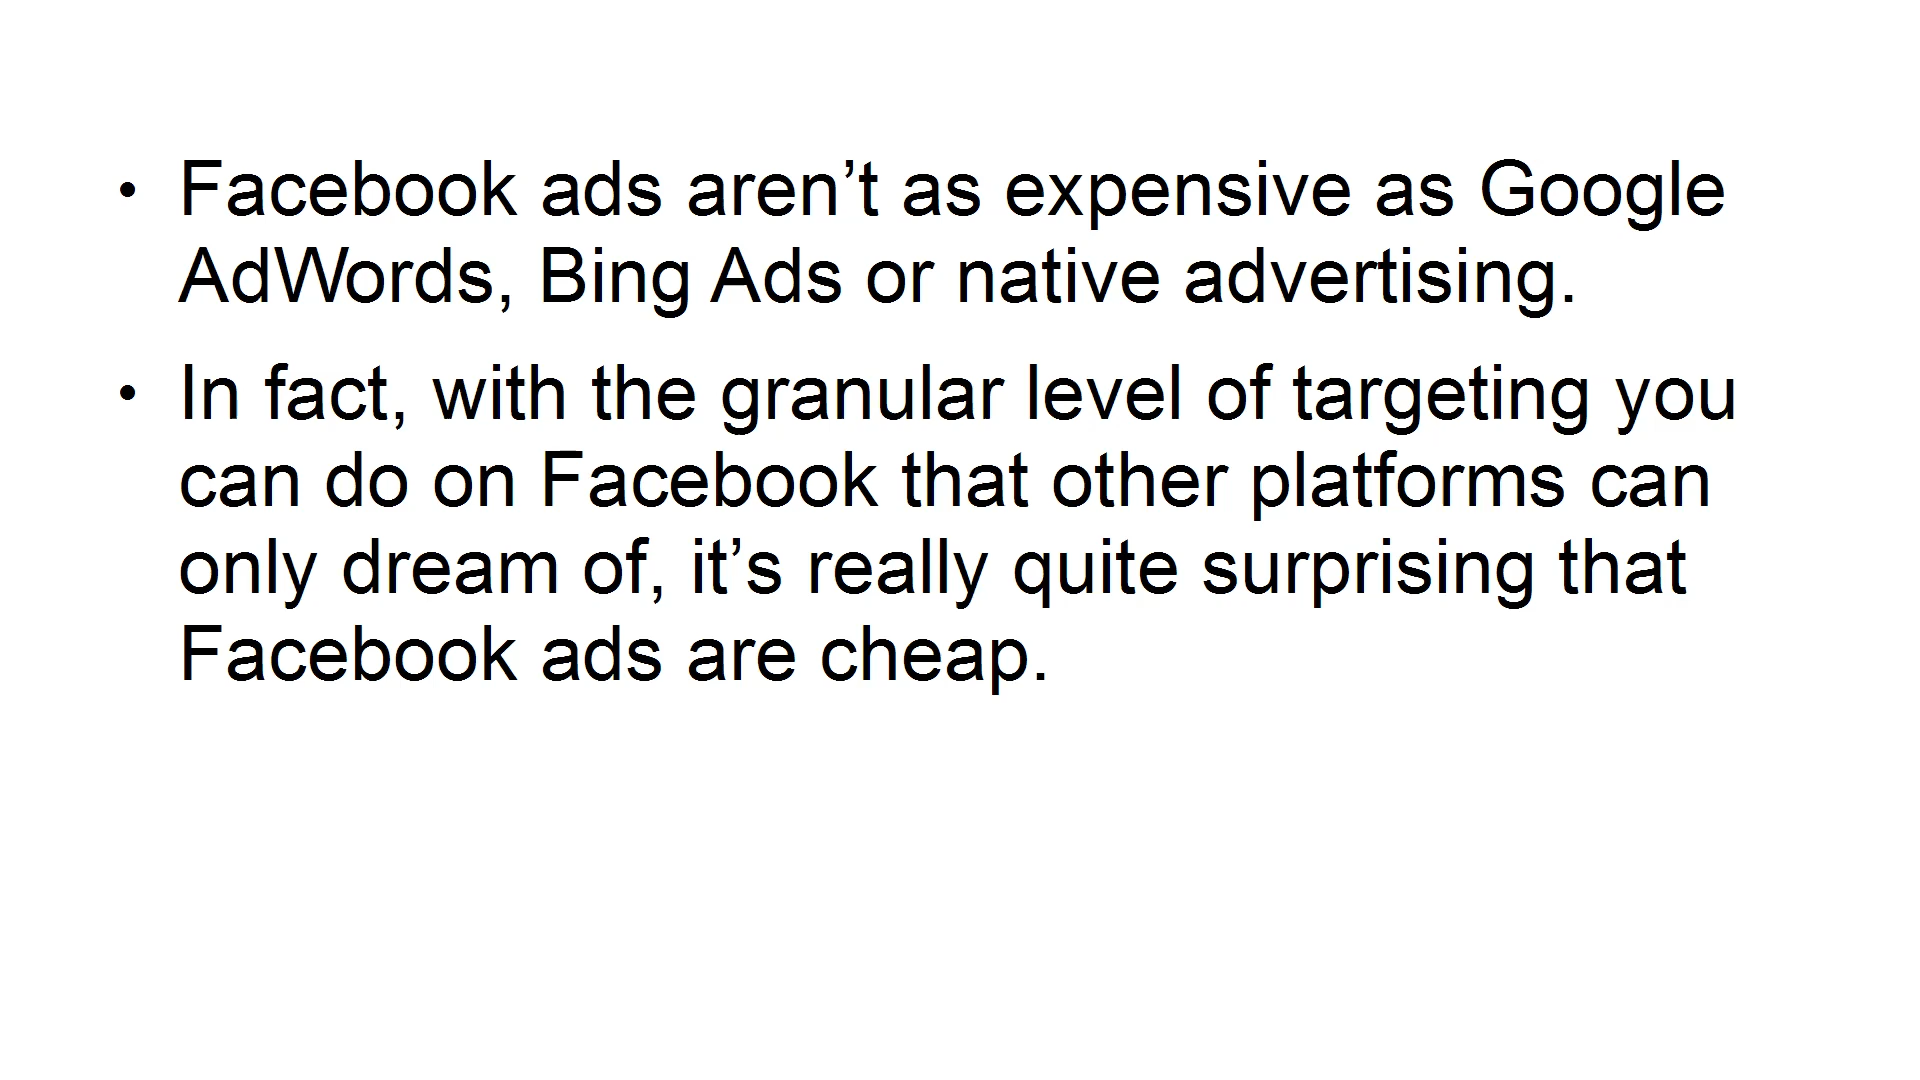 • Facebook ads aren’t as expensive as Google
AdWords, Bing Ads or native advertising.
• In fact, with the granular level of targeting you
can do on Facebook that other platforms can
only dream of, it’s really quite surprising that
Facebook ads are cheap.